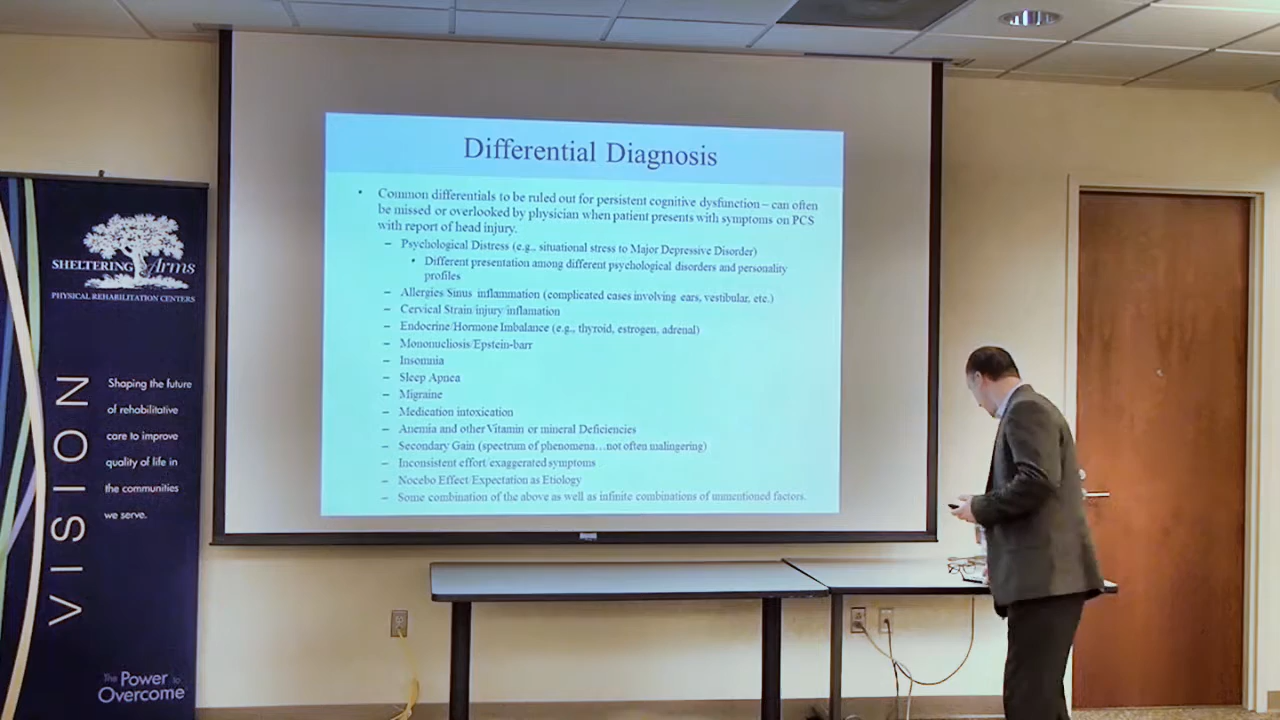 Differential Diagnosis
• Common differentials to be ruled out for persistent cognitive dysfunction – can often
be missed or overlooked by physician when patient presents with symptoms on PCS
with report of head injury.
– Psychological Distress (e.g., situational stress to Major Depressive Disorder)
• Different presentation among different psychological disorders and personality
profiles
– Allergies/Sinus inflammation (complicated cases involving ears, vestibular, etc.)
– Cervical Strain/injury/inflamation
– Endocrine/Hormone Imbalance (e.g., thyroid, estrogen, adrenal)
– Mononucliosis/Epstein-barr
– Insomnia
– Sleep Apnea
– Migraine
– Medication intoxication
– Anemia and other Vitamin or mineral Deficiencies
– Secondary Gain (spectrum of phenomena…not often malingering)
– Inconsistent effort/exaggerated symptoms
– Nocebo Effect/Expectation as Etiology
– Some combination of the above as well as infinite combinations of unmentioned factors.
SHELTERING Arms
PHYSICAL REHABILITATION CENTERS
VISION
Shaping the future
of rehabilitative
care to improve
quality of life in
the communities
we serve.
The Power to
Overcome